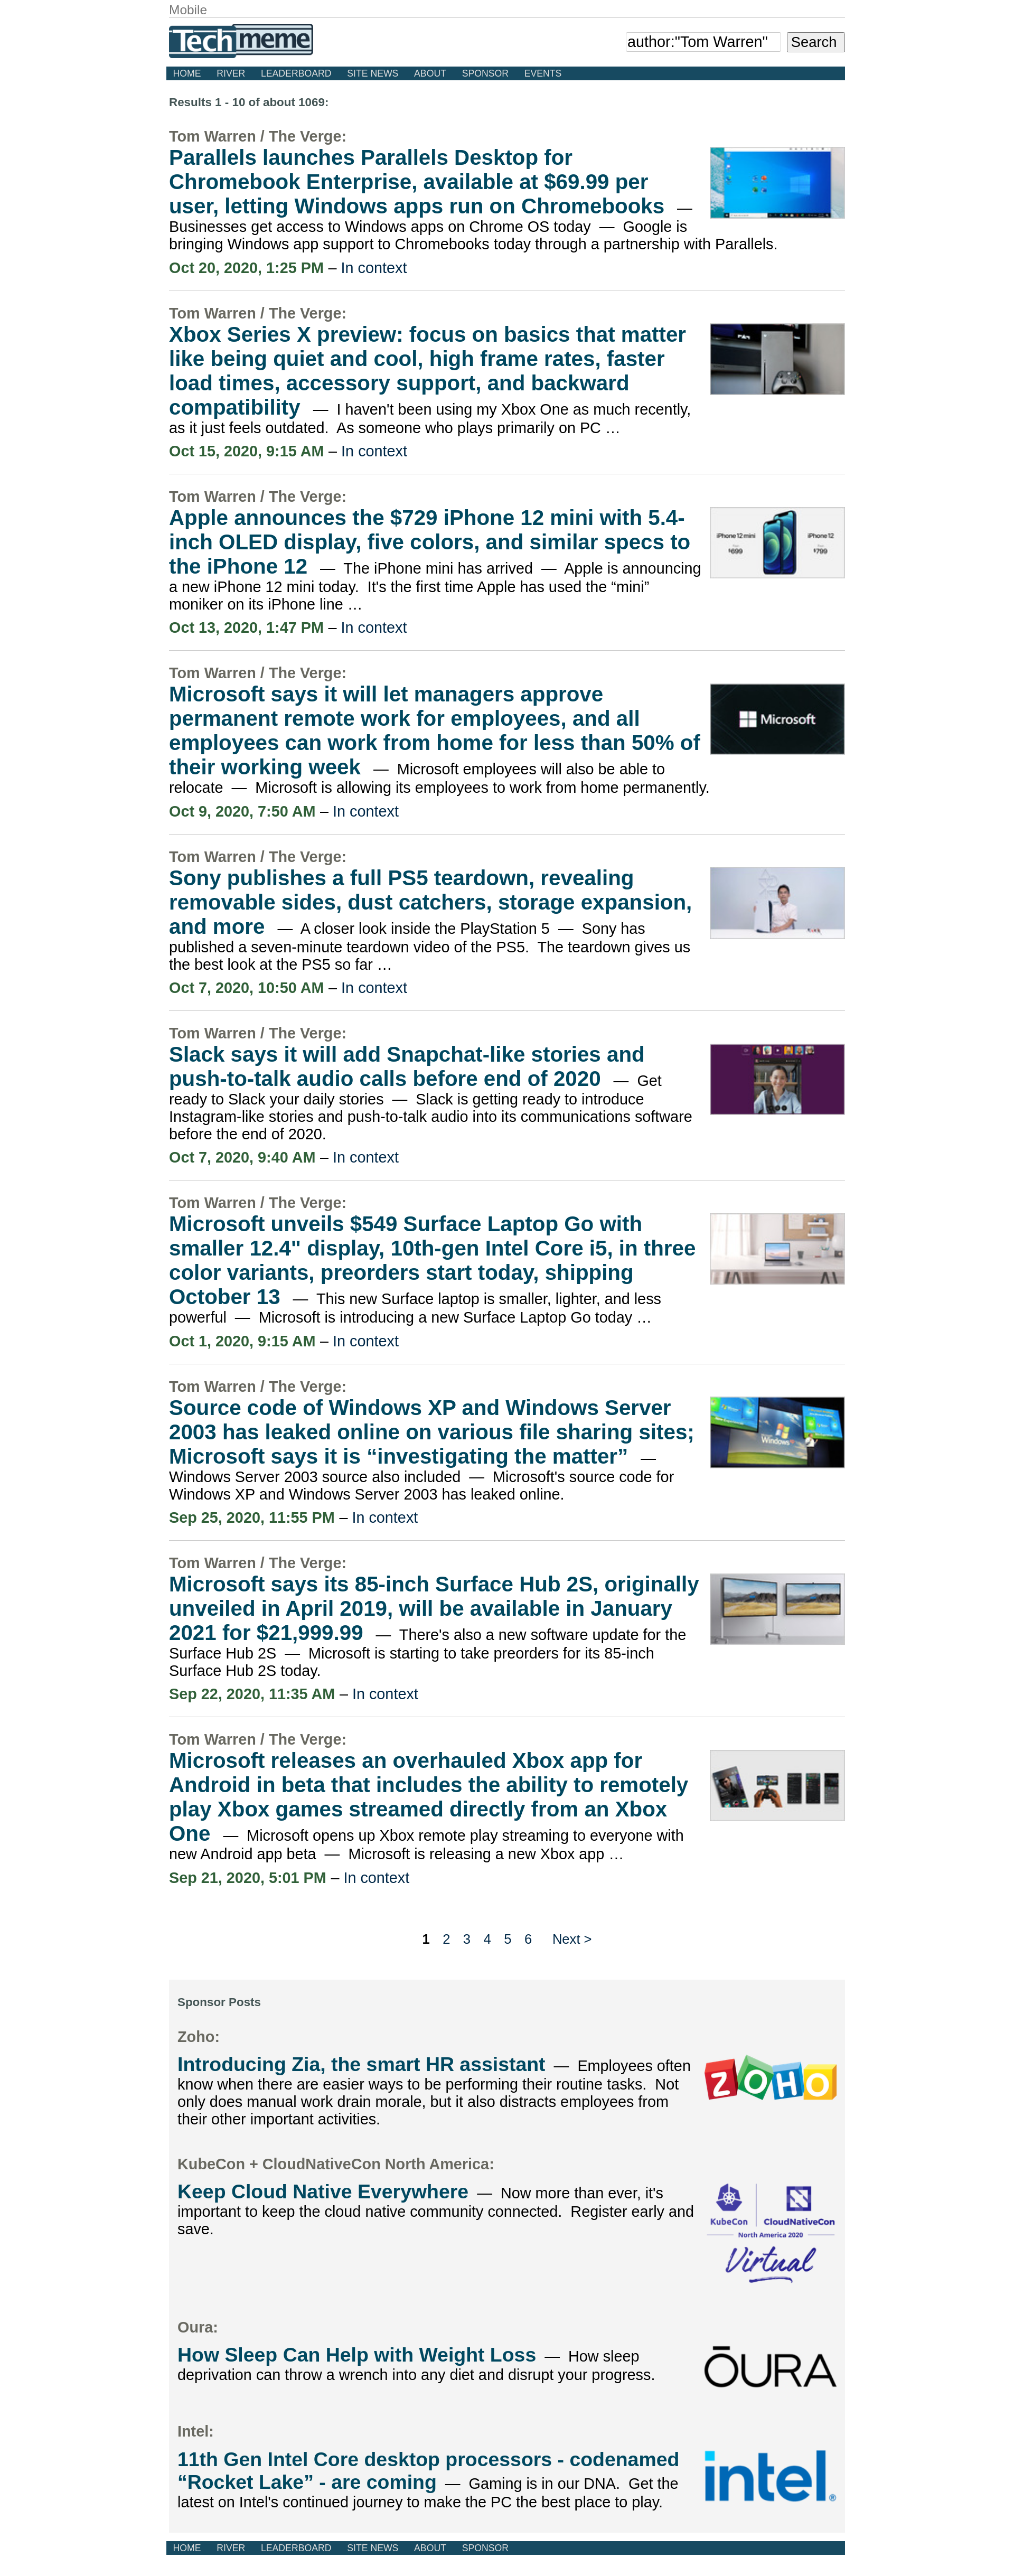 Mobile
Techmeme
author:"Tom Warren"
Search
HOME RIVER LEADERBOARD SITE NEWS ABOUT SPONSOR EVENTS
Results 1 - 10 of about 1069:
Tom Warren / The Verge:
Parallels launches Parallels Desktop for
Chromebook Enterprise, available at $69.99 per
user, letting Windows apps run on Chromebooks —
Businesses get access to Windows apps on Chrome OS today — Google is
bringing Windows app support to Chromebooks today through a partnership with Parallels.
Oct 20, 2020, 1:25 PM – In context
Tom Warren / The Verge:
Xbox Series X preview: focus on basics that matter
like being quiet and cool, high frame rates, faster
load times, accessory support, and backward
compatibility — I haven't been using my Xbox One as much recently,
as it just feels outdated. As someone who plays primarily on PC …
Oct 15, 2020, 9:15 AM – In context
Tom Warren / The Verge:
Apple announces the $729 iPhone 12 mini with 5.4-
inch OLED display, five colors, and similar specs to
the iPhone 12 — The iPhone mini has arrived — Apple is announcing
a new iPhone 12 mini today. It's the first time Apple has used the “mini”
moniker on its iPhone line …
iPhone 12 mini
$699
iPhone 12
$799
Oct 13, 2020, 1:47 PM – In context
Tom Warren / The Verge:
Microsoft says it will let managers approve
permanent remote work for employees, and all
employees can work from home for less than 50% of
their working week — Microsoft employees will also be able to
relocate — Microsoft is allowing its employees to work from home permanently.
Microsoft
Oct 9, 2020, 7:50 AM – In context
Tom Warren / The Verge:
Sony publishes a full PS5 teardown, revealing
removable sides, dust catchers, storage expansion,
and more — A closer look inside the PlayStation 5 — Sony has
published a seven-minute teardown video of the PS5. The teardown gives us
the best look at the PS5 so far …
Oct 7, 2020, 10:50 AM – In context
Tom Warren / The Verge:
Slack says it will add Snapchat-like stories and
push-to-talk audio calls before end of 2020 — Get
ready to Slack your daily stories — Slack is getting ready to introduce
Instagram-like stories and push-to-talk audio into its communications software
before the end of 2020.
Oct 7, 2020, 9:40 AM – In context
Tom Warren / The Verge:
Microsoft unveils $549 Surface Laptop Go with
smaller 12.4" display, 10th-gen Intel Core i5, in three
color variants, preorders start today, shipping
October 13 — This new Surface laptop is smaller, lighter, and less
powerful — Microsoft is introducing a new Surface Laptop Go today …
Oct 1, 2020, 9:15 AM – In context
Tom Warren / The Verge:
Source code of Windows XP and Windows Server
2003 has leaked online on various file sharing sites;
Microsoft says it is “investigating the matter” —
Windows Server 2003 source also included — Microsoft's source code for
Windows XP and Windows Server 2003 has leaked online.
Windows
Sep 25, 2020, 11:55 PM – In context
Tom Warren / The Verge:
Microsoft says its 85-inch Surface Hub 2S, originally
unveiled in April 2019, will be available in January
2021 for $21,999.99 — There's also a new software update for the
Surface Hub 2S — Microsoft is starting to take preorders for its 85-inch
Surface Hub 2S today.
Sep 22, 2020, 11:35 AM – In context
Tom Warren / The Verge:
Microsoft releases an overhauled Xbox app for
Android in beta that includes the ability to remotely
play Xbox games streamed directly from an Xbox
One — Microsoft opens up Xbox remote play streaming to everyone with
new Android app beta — Microsoft is releasing a new Xbox app …
Sep 21, 2020, 5:01 PM – In context
1 2 3 4 5 6 Next >
Sponsor Posts
Zoho:
Introducing Zia, the smart HR assistant — Employees often
know when there are easier ways to be performing their routine tasks. Not
only does manual work drain morale, but it also distracts employees from
their other important activities.
ZOHO
KubeCon + CloudNativeCon North America:
Keep Cloud Native Everywhere — Now more than ever, it's
important to keep the cloud native community connected. Register early and
save.
KubeCon CloudNativeCon
North America 2020
Virtual
Oura:
How Sleep Can Help with Weight Loss — How sleep
deprivation can throw a wrench into any diet and disrupt your progress.
ŌURA
Intel:
11th Gen Intel Core desktop processors - codenamed
“Rocket Lake” - are coming — Gaming is in our DNA. Get the
latest on Intel's continued journey to make the PC the best place to play.
intel®
HOME RIVER LEADERBOARD SITE NEWS ABOUT SPONSOR